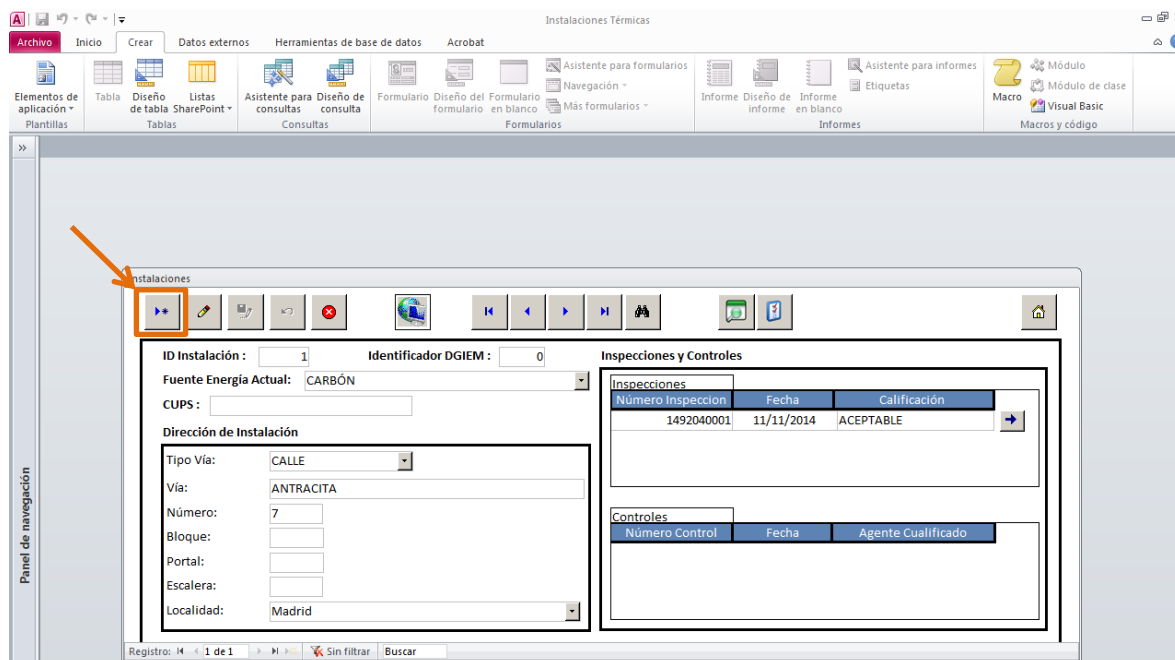 Instalaciones Térmicas
Archivo Inicio Crear Datos externos Herramientas de base de datos Acrobat
Elementos de aplicación
Tabla
Diseño de tabla
Listas SharePoint
Asistente para consultas
Diseño de consulta
Formulario
Diseño del formulario
Formulario en blanco
Asistente para formularios
Navegación
Más formularios
Informe
Diseño de informe
Informe en blanco
Asistente para informes
Etiquetas
Macro
Módulo
Módulo de clase
Visual Basic
Plantillas Tablas Consultas Formularios Informes Macros y código
»
Panel de navegación
Instalaciones
ID Instalación : 1 Identificador DGIEM : 0
Fuente Energía Actual: CARBÓN
CUPS :
Dirección de Instalación
Tipo Vía: CALLE
Vía: ANTRACITA
Número: 7
Bloque:
Portal:
Escalera:
Localidad: Madrid
Inspecciones y Controles
Inspecciones
Número Inspeccion Fecha Calificación
1492040001 11/11/2014 ACEPTABLE
Controles
Número Control Fecha Agente Cualificado
Registro: 1 de 1 Sin filtrar Buscar